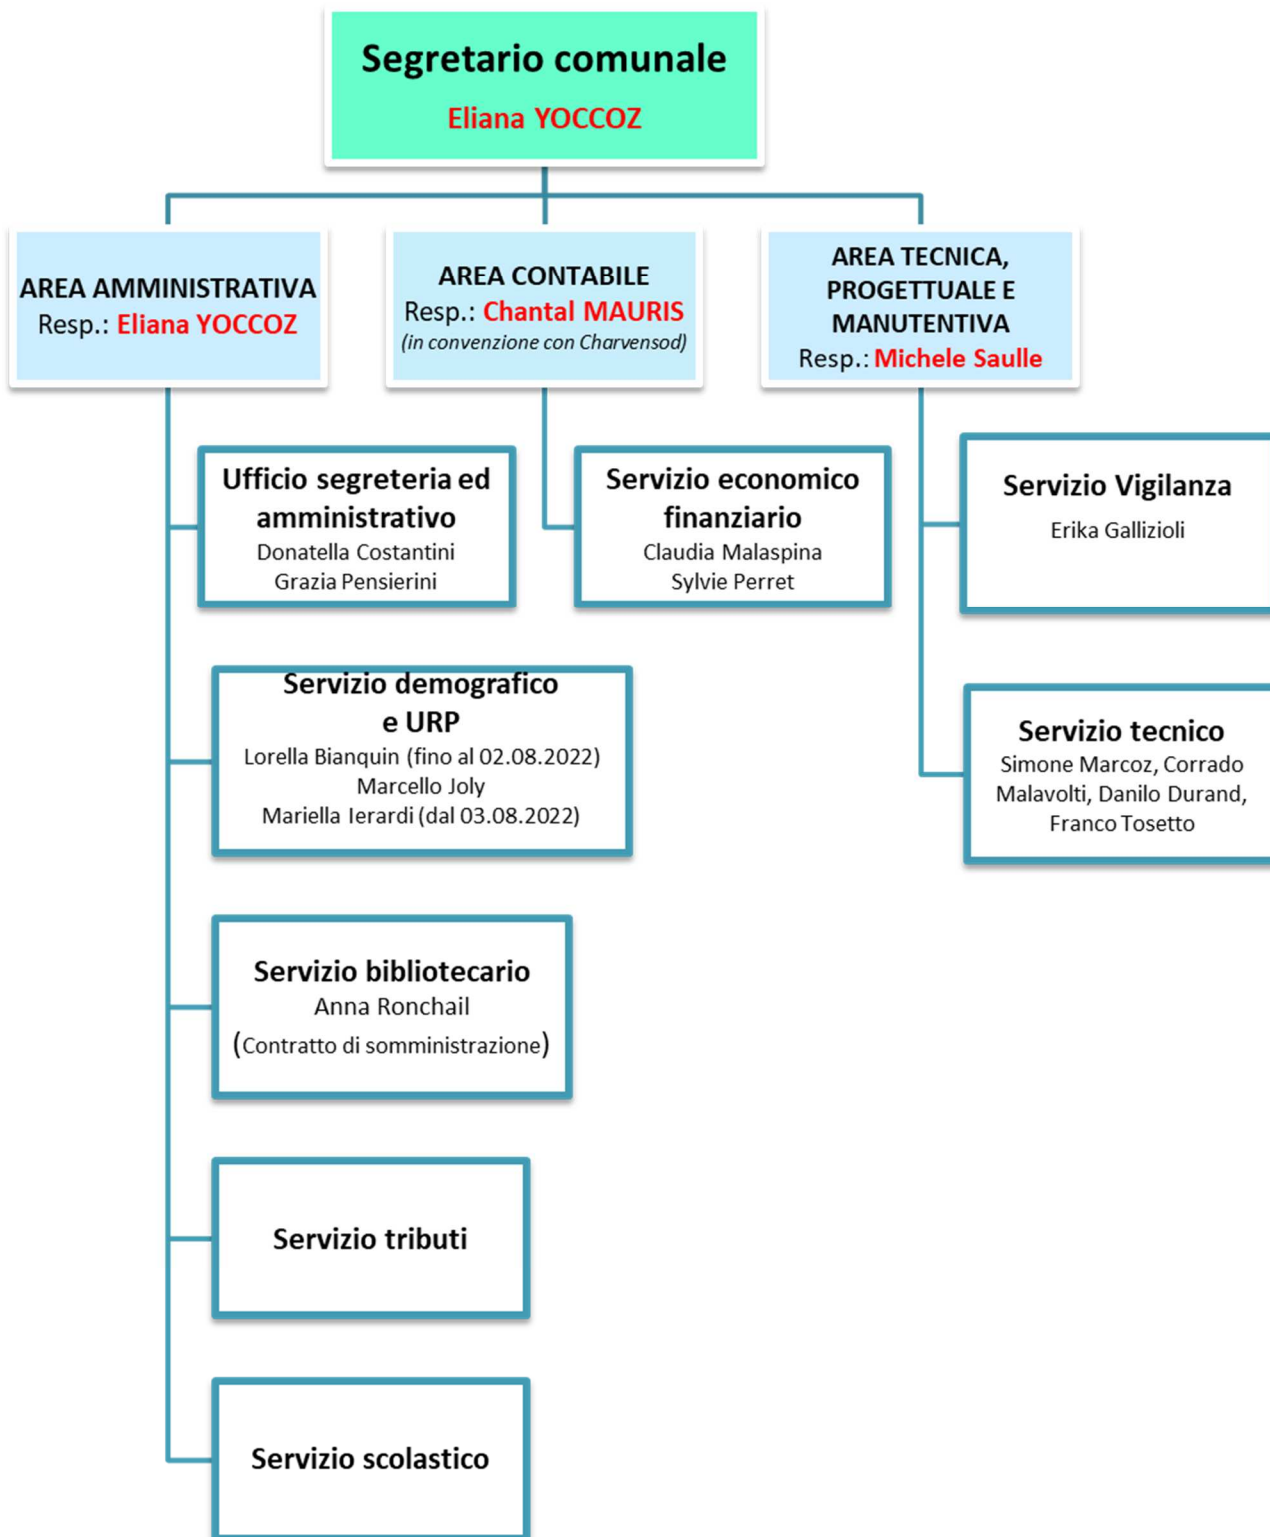 Segretario comunale
Eliana YOCCOZ
AREA AMMINISTRATIVA
Resp.: Eliana YOCCOZ
AREA CONTABILE
Resp.: Chantal MAURIS
(in convenzione con Charvensod)
AREA TECNICA,
PROGETTUALE E
MANUTENTIVA
Resp.: Michele Saulle
Ufficio segreteria ed
amministrativo
Donatella Costantini
Grazia Pensierini
Servizio demografico
e URP
Lorella Bianquin (fino al 02.08.2022)
Marcello Joly
Mariella Ierardi (dal 03.08.2022)
Servizio bibliotecario
Anna Ronchail
(Contratto di somministrazione)
Servizio tributi
Servizio scolastico
Servizio economico
finanziario
Claudia Malaspina
Sylvie Perret
Servizio Vigilanza
Erika Gallizioli
Servizio tecnico
Simone Marcoz, Corrado
Malavolti, Danilo Durand,
Franco Tosetto